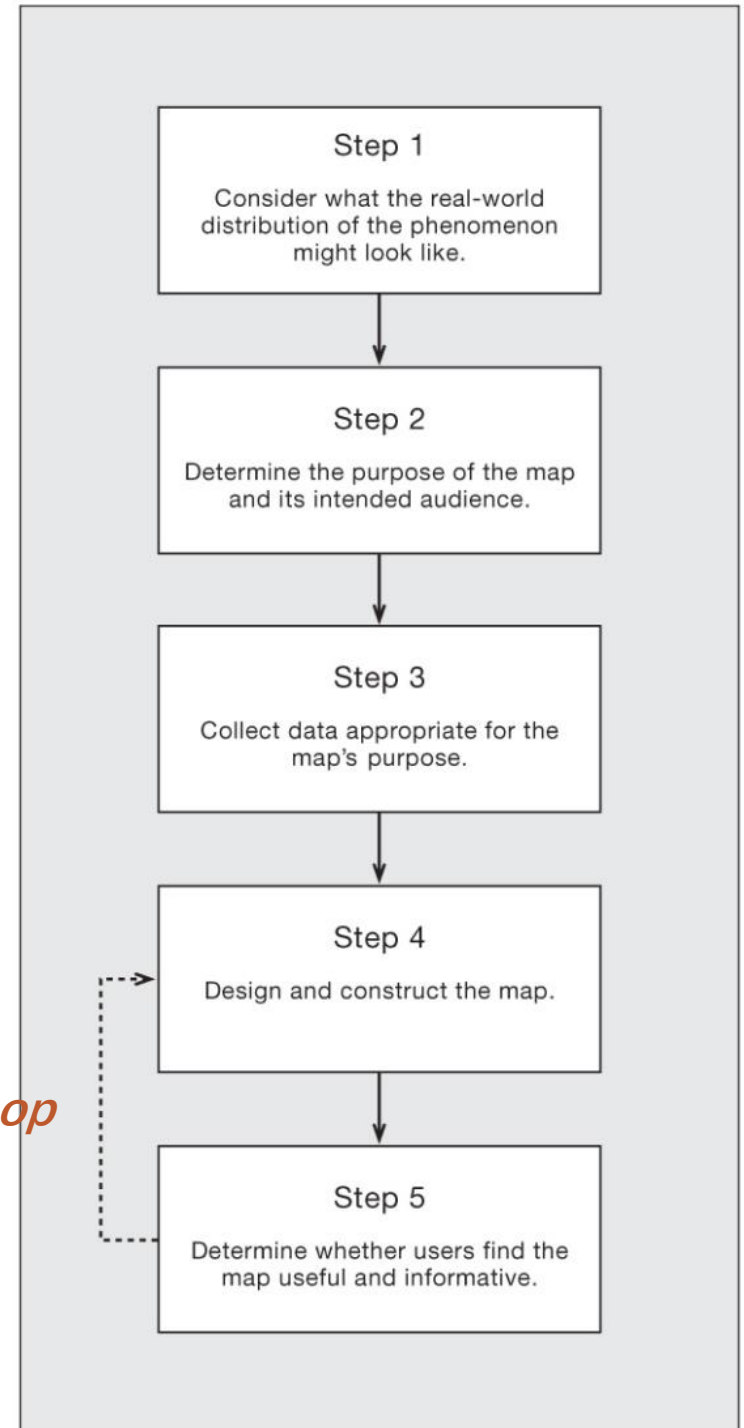 Step 1
Consider what the real-world
distribution of the phenomenon
might look like.
Step 2
Determine the purpose of the map
and its intended audience.
Step 3
Collect data appropriate for the
map's purpose.
Step 4
Design and construct the map.
op
Step 5
Determine whether users find the
map useful and informative.